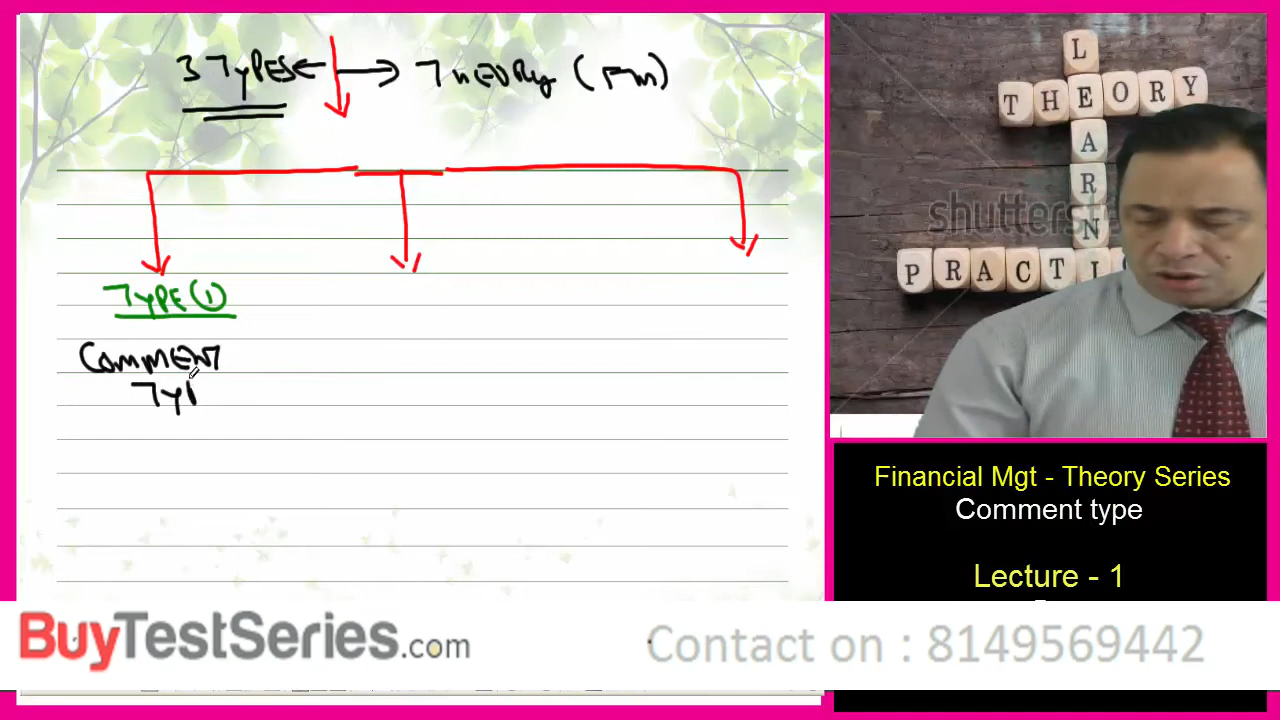 3 TYPES ← → THEORY (FM)
TYPE (1)
COMMENT
TYP
LEARNI
THEORY
PRACTI
shutters
Financial Mgt - Theory Series
Comment type
Lecture - 1
BuyTestSeries.com
Contact on : 8149569442